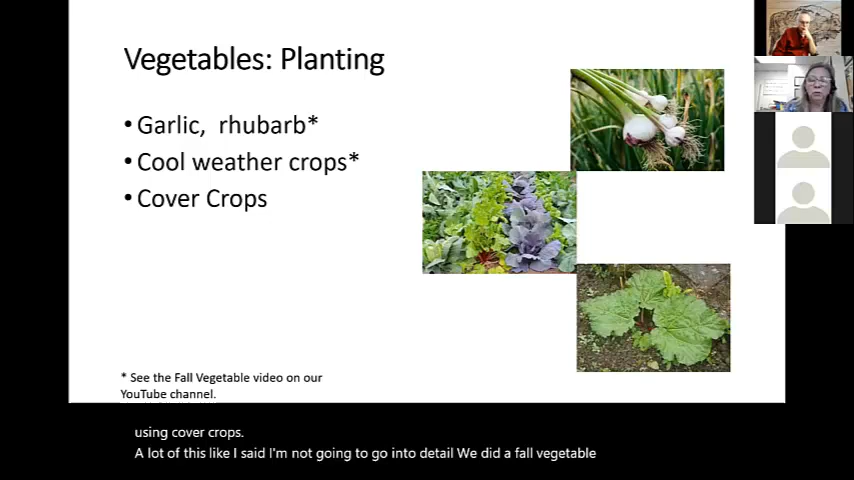 Vegetables: Planting
• Garlic, rhubarb*
• Cool weather crops*
• Cover Crops
* See the Fall Vegetable video on our
YouTube channel.
using cover crops.
A lot of this like I said I'm not going to go into detail We did a fall vegetable